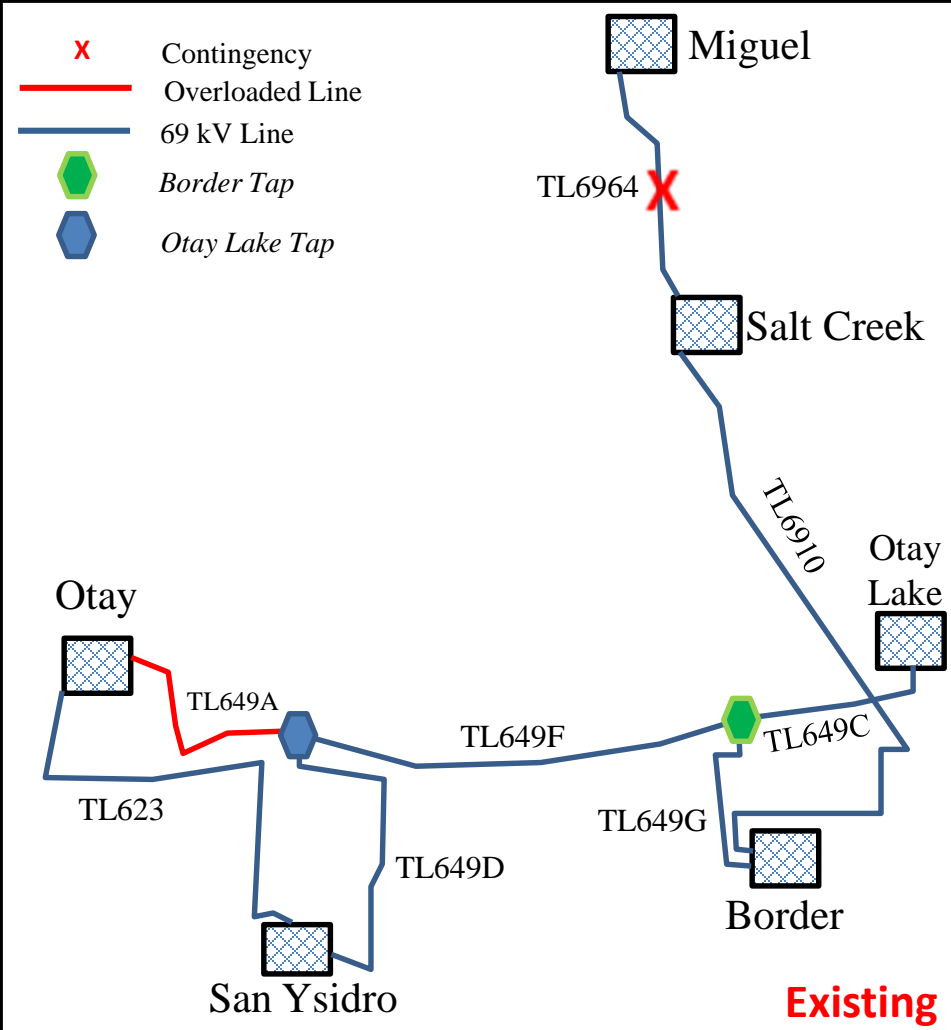 X Contingency
Overloaded Line
69 kV Line
Border Tap
Otay Lake Tap
Miguel
TL6964
X
Salt Creek
TL6910
Otay
Lake
Otay
TL649A
TL649F
TL649C
TL623
TL649G
TL649D
Border
San Ysidro
Existing